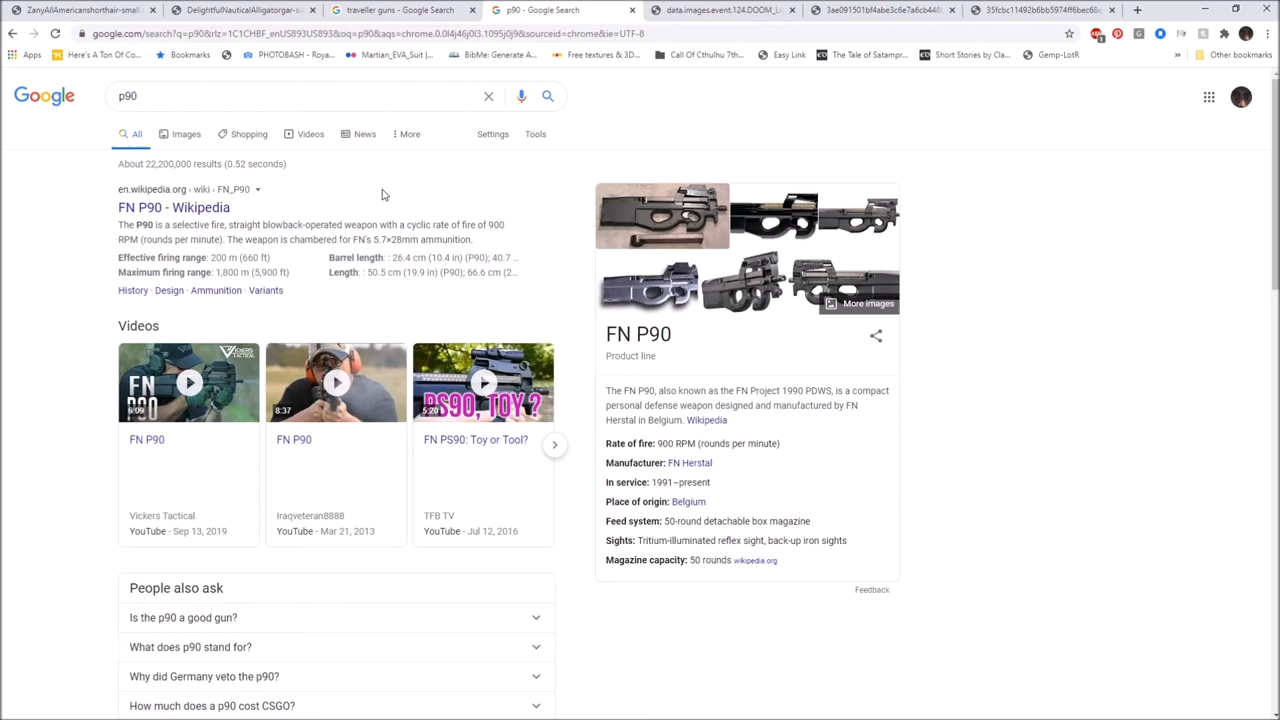 ZanyAllAmericanshorthair-small
DelightfulNauticalAlligatorgar-s
traveller guns - Google Search
p90 - Google Search
data.images.event.124.DOOM_L
3ae091501bf4abe3c6e7a6cb448
35fcbc11492b6bb5974ff6bec68
google.com/search?q=p90&rlz=1C1CHBF_enUS893US893&oq=p90&aqs=chrome.0.0l4j46j0l3.1095j0j9&sourceid=chrome&ie=UTF-8
Apps
Here's A Ton Of Co...
Bookmarks
PHOTOBASH - Roya...
Martian_EVA_Suit |...
BibMe: Generate A...
Free textures & 3D...
Call Of Cthulhu 7th...
Easy Link
The Tale of Satampr...
Short Stories by Cla...
Gemp-LotR
»
Other bookmarks
Google
p90
All
Images
Shopping
Videos
News
More
Settings
Tools
About 22,200,000 results (0.52 seconds)
en.wikipedia.org › wiki › FN_P90
FN P90 - Wikipedia
The P90 is a selective fire, straight blowback-operated weapon with a cyclic rate of fire of 900
RPM (rounds per minute). The weapon is chambered for FN's 5.7×28mm ammunition.
Effective firing range: 200 m (660 ft)
Barrel length: : 26.4 cm (10.4 in) (P90); 40.7 ...
Maximum firing range: 1,800 m (5,900 ft)
Length: : 50.5 cm (19.9 in) (P90); 66.6 (2...
History · Design · Ammunition · Variants
Videos
VICKERS
TACTICAL
FN
P90
6:09
8:37
PS90, TOY ?
5:20
FN P90
FN P90
FN PS90: Toy or Tool?
Vickers Tactical
YouTube - Sep 13, 2019
Iraqveteran8888
YouTube - Mar 21, 2013
TFB TV
YouTube - Jul 12, 2016
People also ask
Is the p90 a good gun?
What does p90 stand for?
Why did Germany veto the p90?
How much does a p90 cost CSGO?
More images
FN P90
Product line
The FN P90, also known as the FN Project 1990 PDWS, is a compact
personal defense weapon designed and manufactured by FN
Herstal in Belgium. Wikipedia
Rate of fire: 900 RPM (rounds per minute)
Manufacturer: FN Herstal
In service: 1991–present
Place of origin: Belgium
Feed system: 50-round detachable box magazine
Sights: Tritium-illuminated reflex sight, back-up iron sights
Magazine capacity: 50 rounds wikipedia.org
Feedback